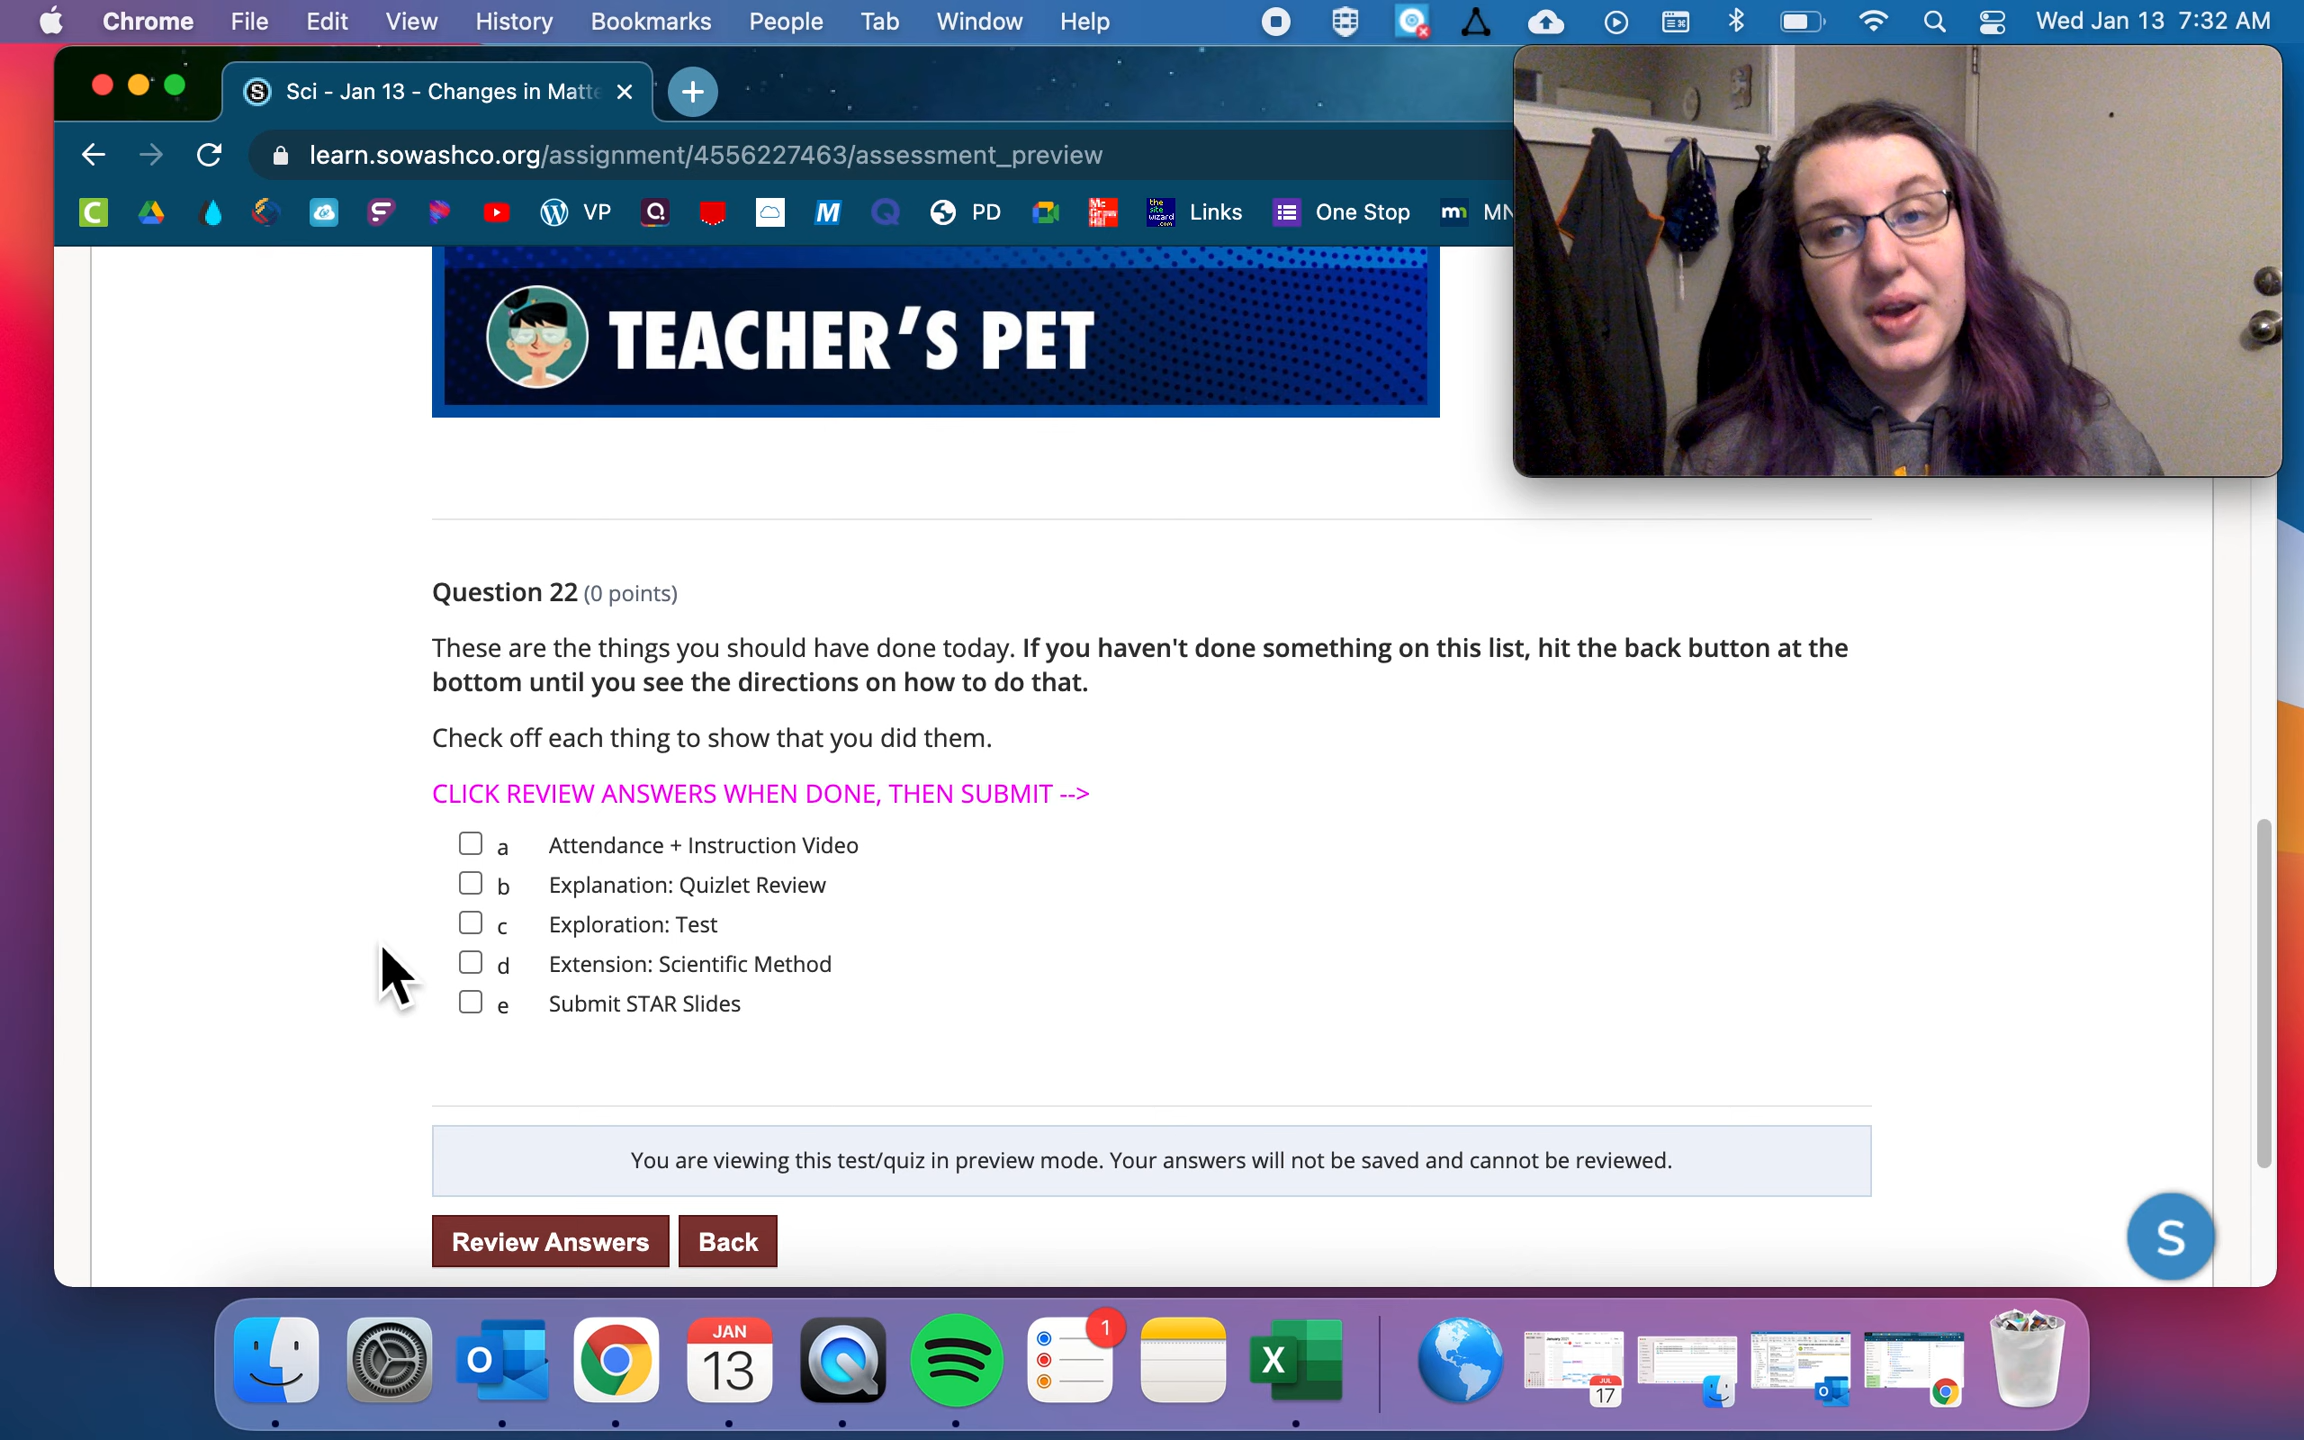 Chrome File Edit View History Bookmarks People Tab Window Help Wed Jan 13 7:32 AM
Sci - Jan 13 - Changes in Matte
learn.sowashco.org/assignment/4556227463/assessment_preview
VP PD Links One Stop MN
TEACHER'S PET
Question 22 (0 points)
These are the things you should have done today. If you haven't done something on this list, hit the back button at the
bottom until you see the directions on how to do that.
Check off each thing to show that you did them.
CLICK REVIEW ANSWERS WHEN DONE, THEN SUBMIT -->
a Attendance + Instruction Video
b Explanation: Quizlet Review
c Exploration: Test
d Extension: Scientific Method
e Submit STAR Slides
You are viewing this test/quiz in preview mode. Your answers will not be saved and cannot be reviewed.
Review Answers Back
S
JAN
13
1
JUL
17